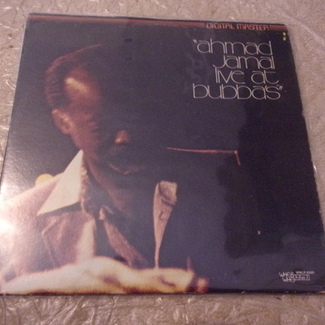 DIGITAL MASTER
"ahmad
jamal
live at
bubba's"